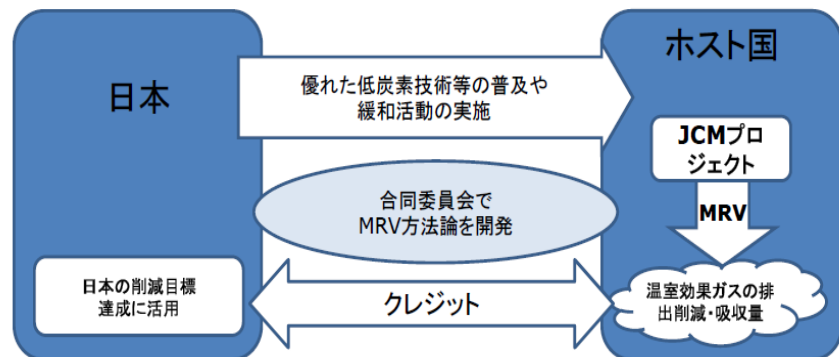 日本
優れた低炭素技術等の普及や
緩和活動の実施
ホスト国
JCMプロ
ジェクト
MRV
合同委員会で
MRV方法論を開発
日本の削減目標
達成に活用
クレジット
温室効果ガスの排
出削減・吸収量